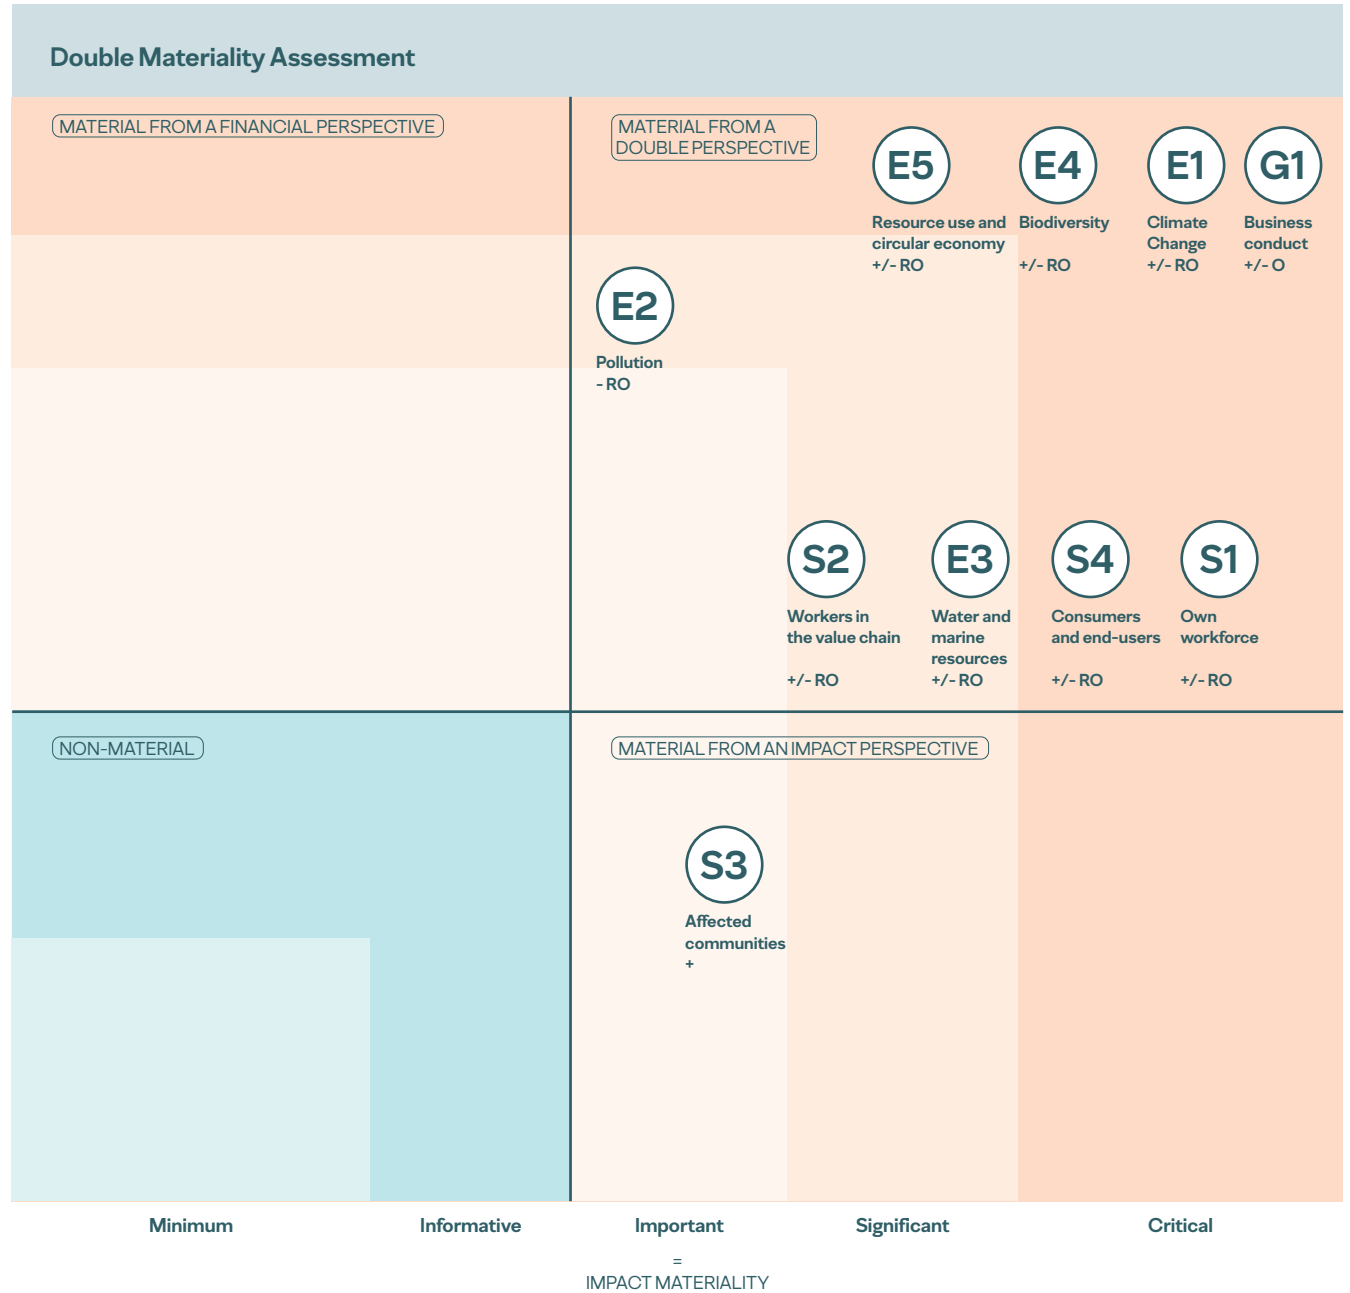 Double Materiality Assessment
MATERIAL FROM A FINANCIAL PERSPECTIVE
MATERIAL FROM A
DOUBLE PERSPECTIVE
E5
Resource use and
circular economy
+/- RO
E4
Biodiversity
+/- RO
E1
Climate
Change
+/- RO
G1
Business
conduct
+/- O
E2
Pollution
- RO
S2
Workers in
the value chain
+/- RO
E3
Water and
marine
resources
+/- RO
S4
Consumers
and end-users
+/- RO
S1
Own
workforce
+/- RO
NON-MATERIAL
MATERIAL FROM AN IMPACT PERSPECTIVE
S3
Affected
communities
+
Minimum
Informative
Important
Significant
Critical
=
IMPACT MATERIALITY